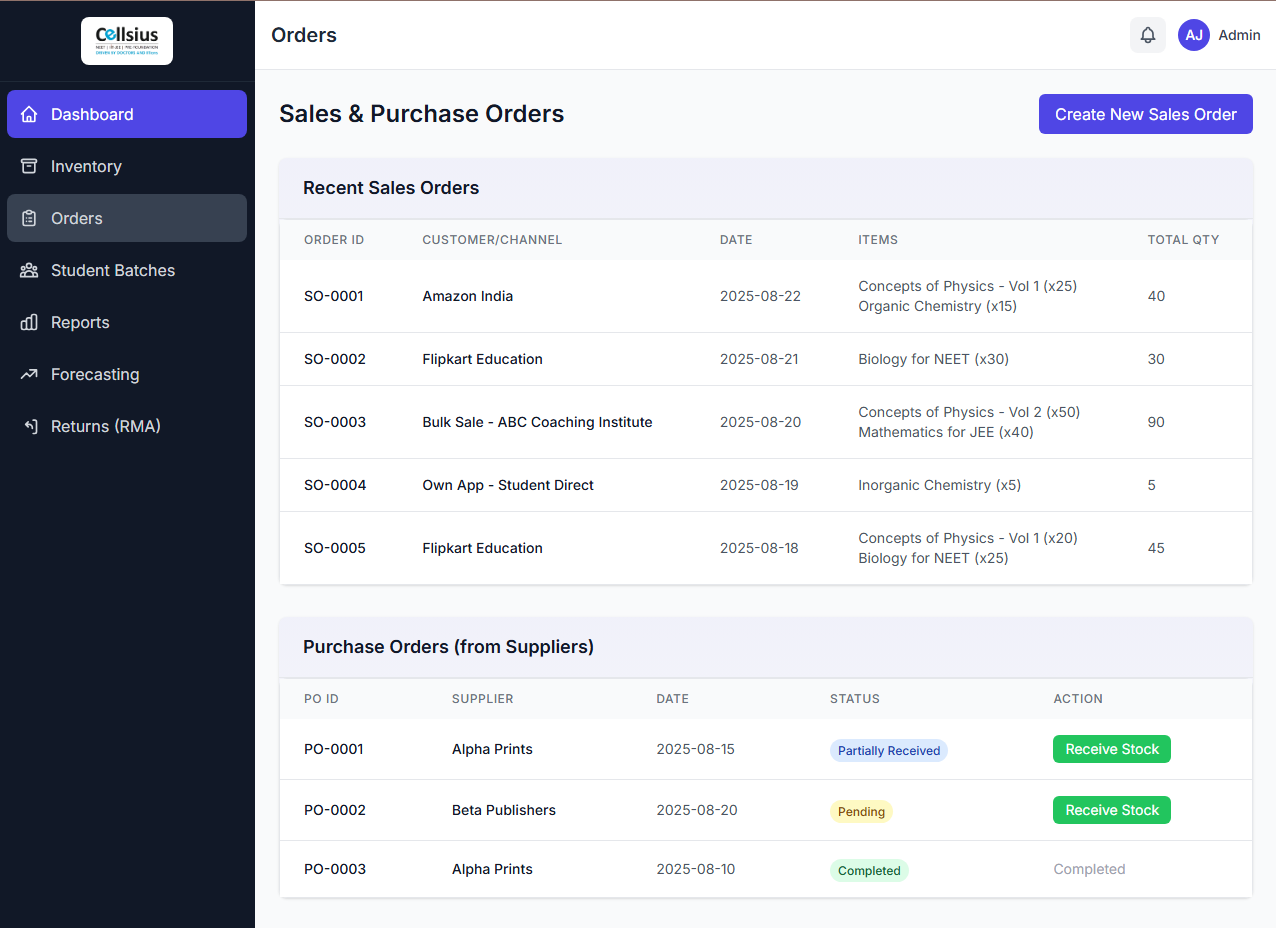 Cellsius
NEET | IIT JEE | PRE FOUNDATION
Orders
AJ Admin
Dashboard
Inventory
Orders
Student Batches
Reports
Forecasting
Returns (RMA)
Sales & Purchase Orders
Create New Sales Order
Recent Sales Orders
ORDER ID CUSTOMER/CHANNEL DATE ITEMS TOTAL QTY
SO-0001 Amazon India 2025-08-22 Concepts of Physics - Vol 1 (x25) 40
Organic Chemistry (x15)
SO-0002 Flipkart Education 2025-08-21 Biology for NEET (x30) 30
SO-0003 Bulk Sale - ABC Coaching Institute 2025-08-20 Concepts of Physics - Vol 2 (x50) 90
Mathematics for JEE (x40)
SO-0004 Own App - Student Direct 2025-08-19 Inorganic Chemistry (x5) 5
SO-0005 Flipkart Education 2025-08-18 Concepts of Physics - Vol 1 (x20) 45
Biology for NEET (x25)
Purchase Orders (from Suppliers)
PO ID SUPPLIER DATE STATUS ACTION
PO-0001 Alpha Prints 2025-08-15 Partially Received Receive Stock
PO-0002 Beta Publishers 2025-08-20 Pending Receive Stock
PO-0003 Alpha Prints 2025-08-10 Completed Completed